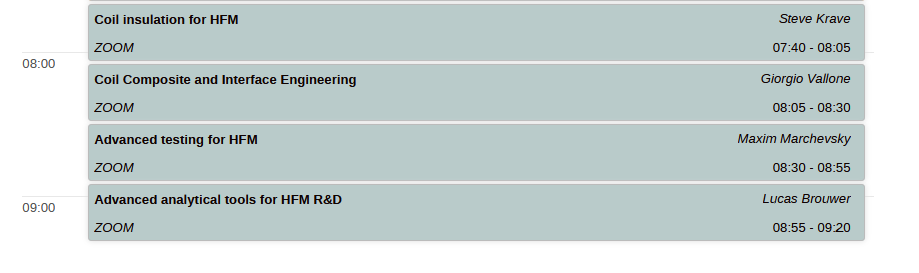 Coil insulation for HFM Steve Krave
ZOOM 07:40 - 08:05
08:00
Coil Composite and Interface Engineering Giorgio Vallone
ZOOM 08:05 - 08:30
Advanced testing for HFM Maxim Marchevsky
ZOOM 08:30 - 08:55
Advanced analytical tools for HFM R&D Lucas Brouwer
09:00
ZOOM 08:55 - 09:20